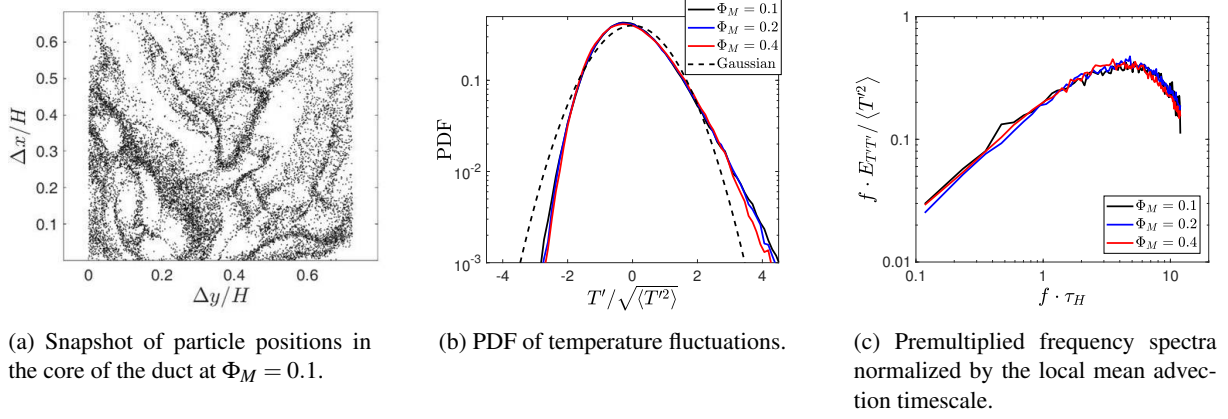 0.6
0.5
0.4
0.3
0.2
0.1
Δx/H
0
0.2
0.4
0.6
Δy/H
Φ_M = 0.1
Φ_M = 0.2
Φ_M = 0.4
Gaussian
0.1
10⁻²
10⁻³
PDF
-4
-2
0
2
4
T′/√⟨T′²⟩
1
0.1
0.01
f · E_{T′T′}/⟨T′²⟩
Φ_M = 0.1
Φ_M = 0.2
Φ_M = 0.4
0.1
1
10
f · τ_H
(a) Snapshot of particle positions in
the core of the duct at Φ_M = 0.1.
(b) PDF of temperature fluctuations.
(c) Premultiplied frequency spectra
normalized by the local mean advec-
tion timescale.